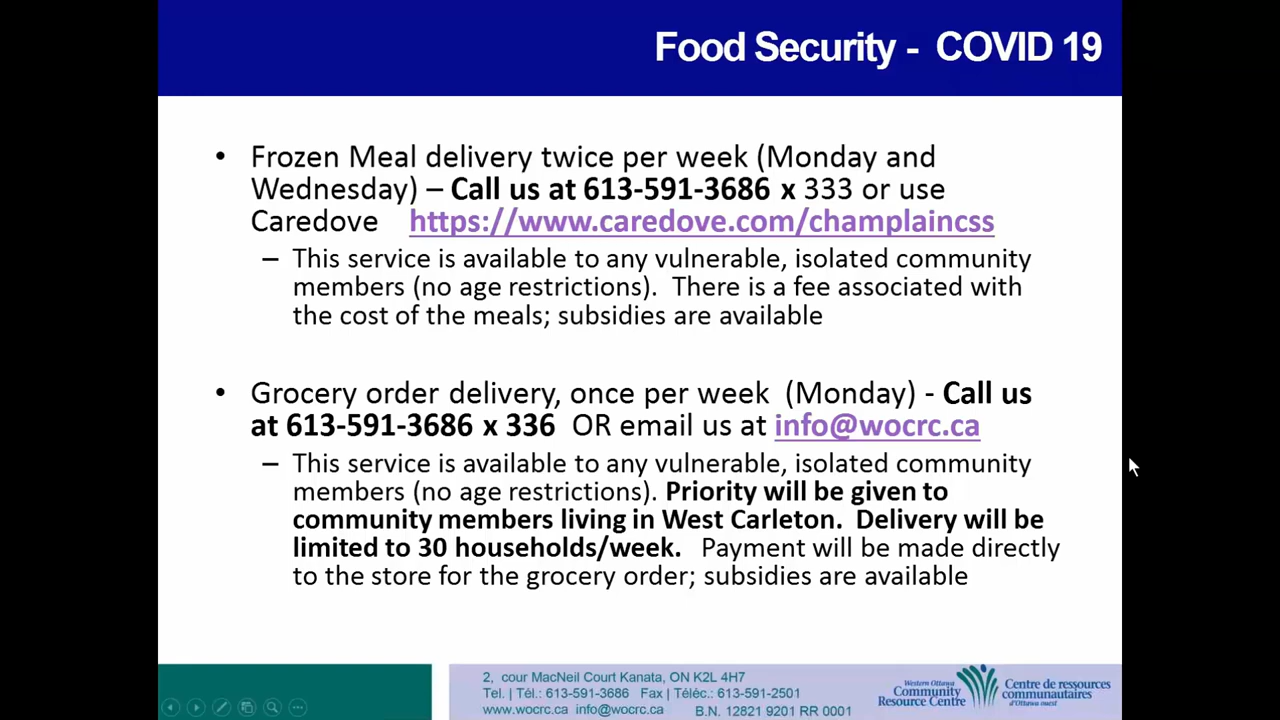 Food Security - COVID 19
• Frozen Meal delivery twice per week (Monday and
Wednesday) – Call us at 613-591-3686 x 333 or use
Caredove https://www.caredove.com/champlaincss
– This service is available to any vulnerable, isolated community
members (no age restrictions). There is a fee associated with
the cost of the meals; subsidies are available
• Grocery order delivery, once per week (Monday) - Call us
at 613-591-3686 x 336 OR email us at info@wocrc.ca
– This service is available to any vulnerable, isolated community
members (no age restrictions). Priority will be given to
community members living in West Carleton. Delivery will be
limited to 30 households/week. Payment will be made directly
to the store for the grocery order; subsidies are available
2, cour MacNeil Court Kanata, ON K2L 4H7
Tel. | Tél.: 613-591-3686 Fax | Téléc.: 613-591-2501
www.wocrc.ca info@wocrc.ca B.N. 12821 9201 RR 0001
Western Ottawa
Community
Resource Centre
Centre de ressources
communautaires
d'Ottawa ouest